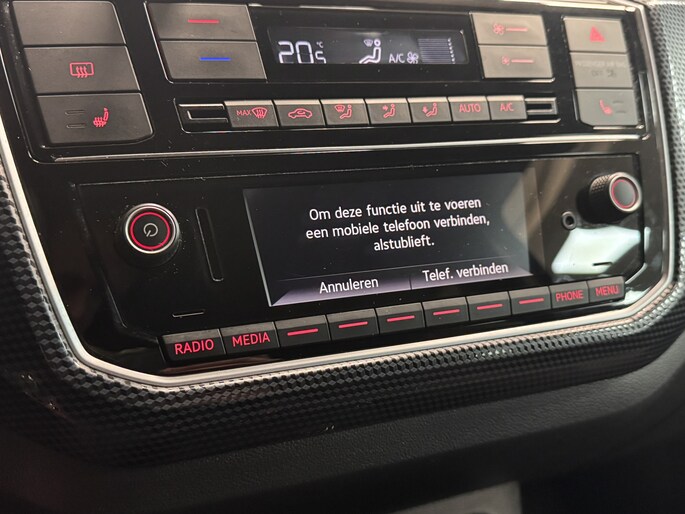 20.5 °C
A/C
MAX
AUTO
A/C
Om deze functie uit te voeren
een mobiele telefoon verbinden,
alstublieft.
Annuleren
Telef. verbinden
RADIO
MEDIA
PHONE
MENU